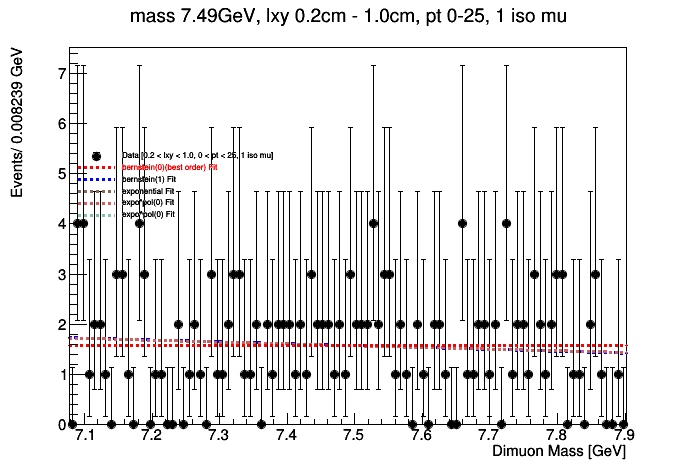 mass 7.49GeV, lxy 0.2cm - 1.0cm, pt 0-25, 1 iso mu
Events/ 0.008239 GeV
7
6
5
4
3
2
1
0
Data [0.2 < lxy < 1.0, 0 < pt < 25, 1 iso mu]
bernstein(0)(best order) Fit
bernstein(1) Fit
exponential Fit
expo*pol(0) Fit
expo*pol(0) Fit
7.1 7.2 7.3 7.4 7.5 7.6 7.7 7.8 7.9
Dimuon Mass [GeV]